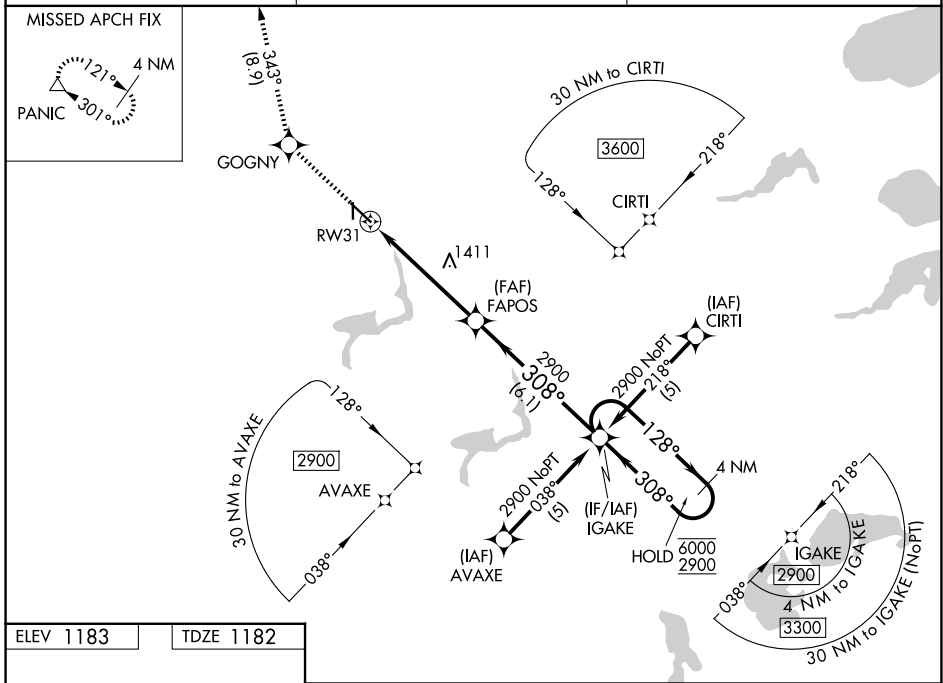 MISSED APCH FIX
4 NM
121°
301°
PANIC
343°
(8.9)
GOGNY
RW31
1411
(FAF)
FAPOS
30 NM to CIRTI
3600
128°
218°
CIRTI
(IAF)
CIRTI
2900 NoPT
218°
(5)
2900
308°
(6.1)
128°
4 NM
308°
HOLD
6000
2900
(IF/IAF)
IGAKE
2900 NoPT
038°
(5)
(IAF)
AVAXE
30 NM to AVAXE
128°
2900
AVAXE
038°
218°
IGAKE
038°
2900
4 NM to IGAKE
3300
30 NM to IGAKE (NoPT)
ELEV 1183
TDZE 1182